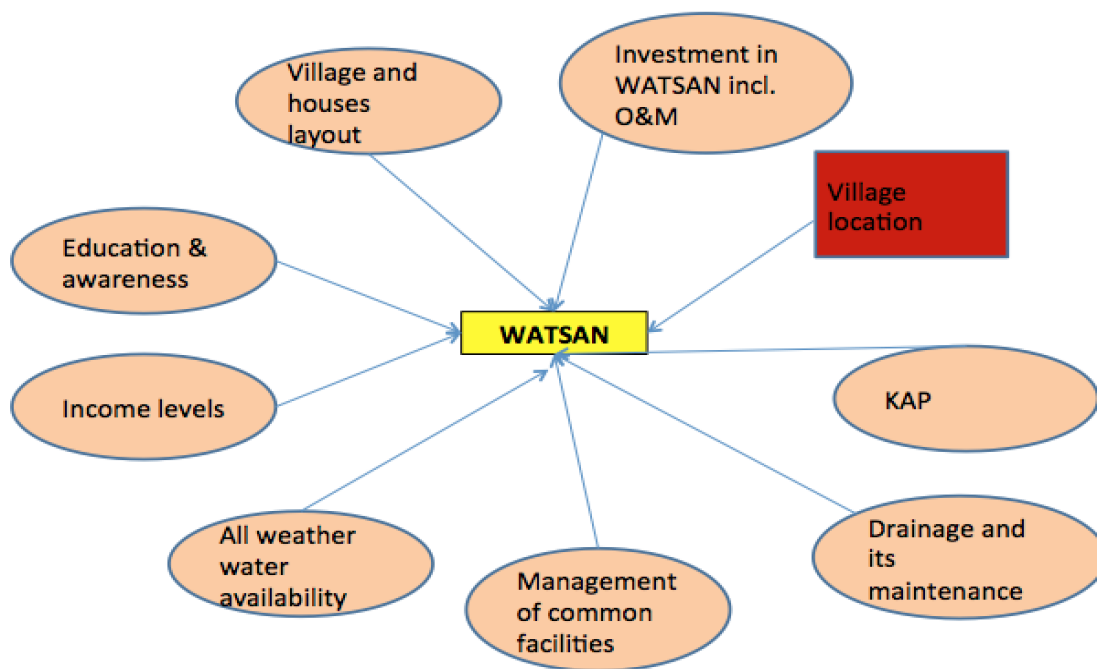 Village and
houses
layout
Investment in
WATSAN incl.
O&M
Village
location
Education &
awareness
WATSAN
Income levels
KAP
All weather
water
availability
Management
of common
facilities
Drainage and
its
maintenance